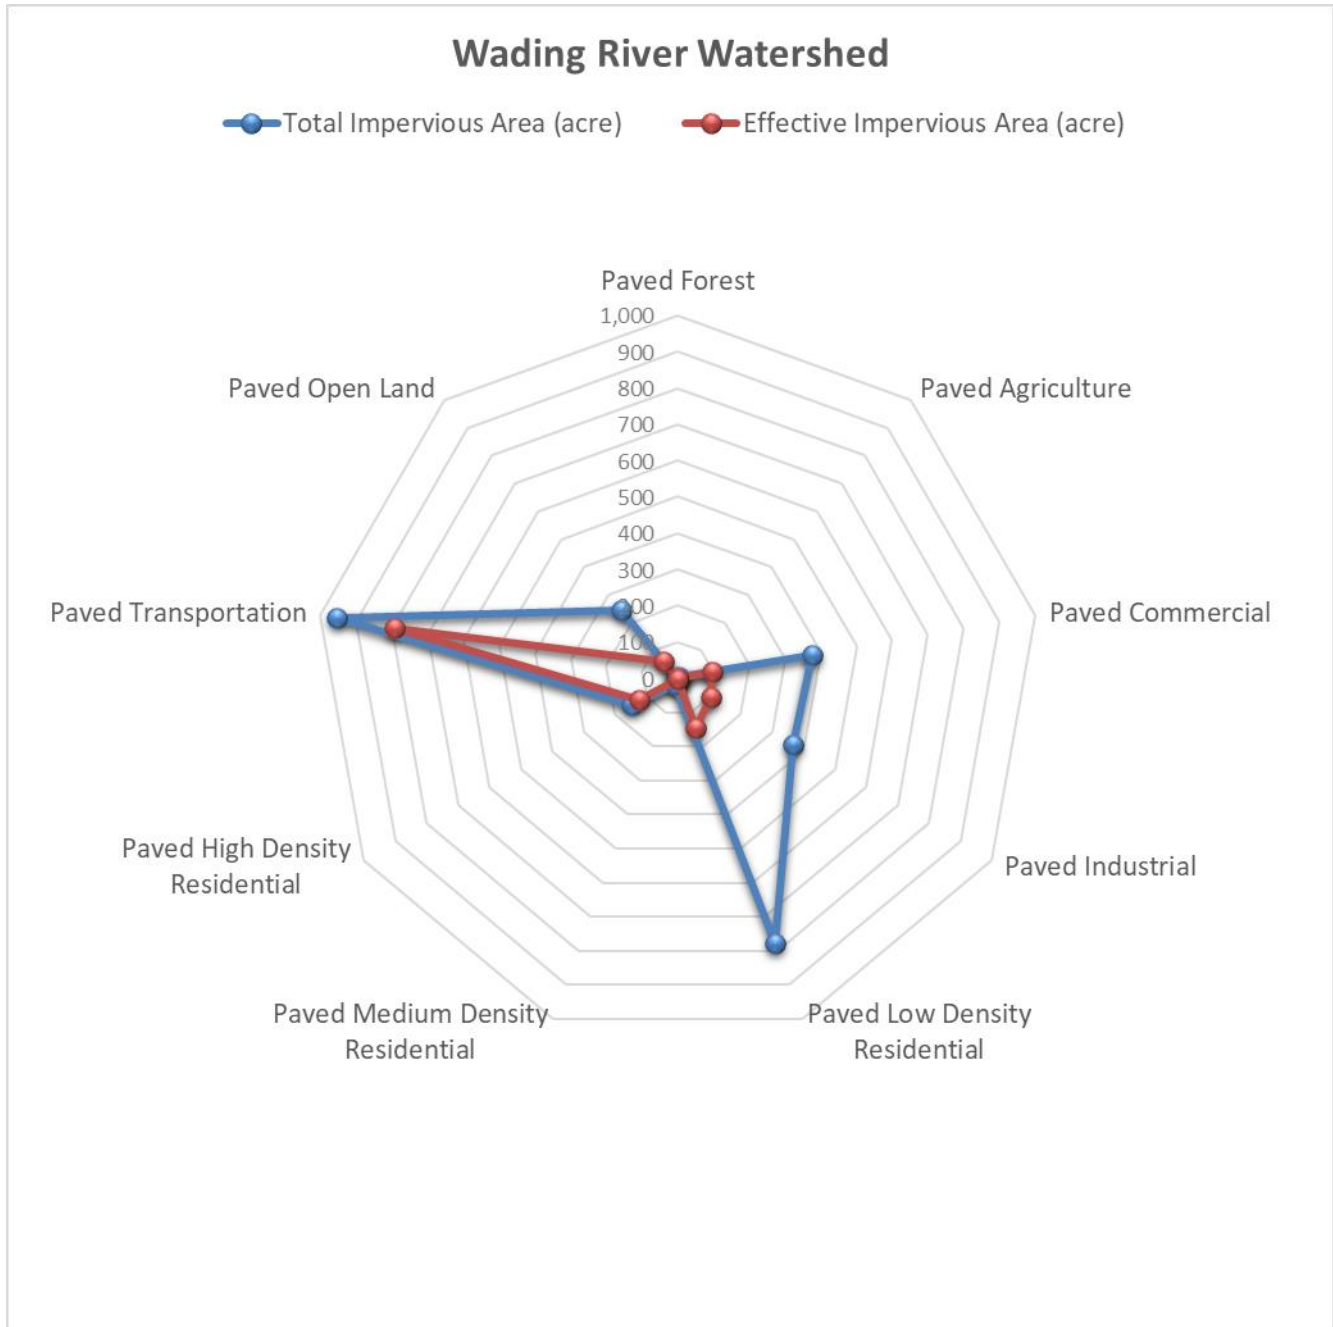 Wading River Watershed
Total Impervious Area (acre)
Effective Impervious Area (acre)
Paved Forest
1,000
900
800
700
600
500
400
300
200
100
0
Paved Agriculture
Paved Commercial
Paved Industrial
Paved Low Density
Residential
Paved Medium Density
Residential
Paved High Density
Residential
Paved Transportation
Paved Open Land